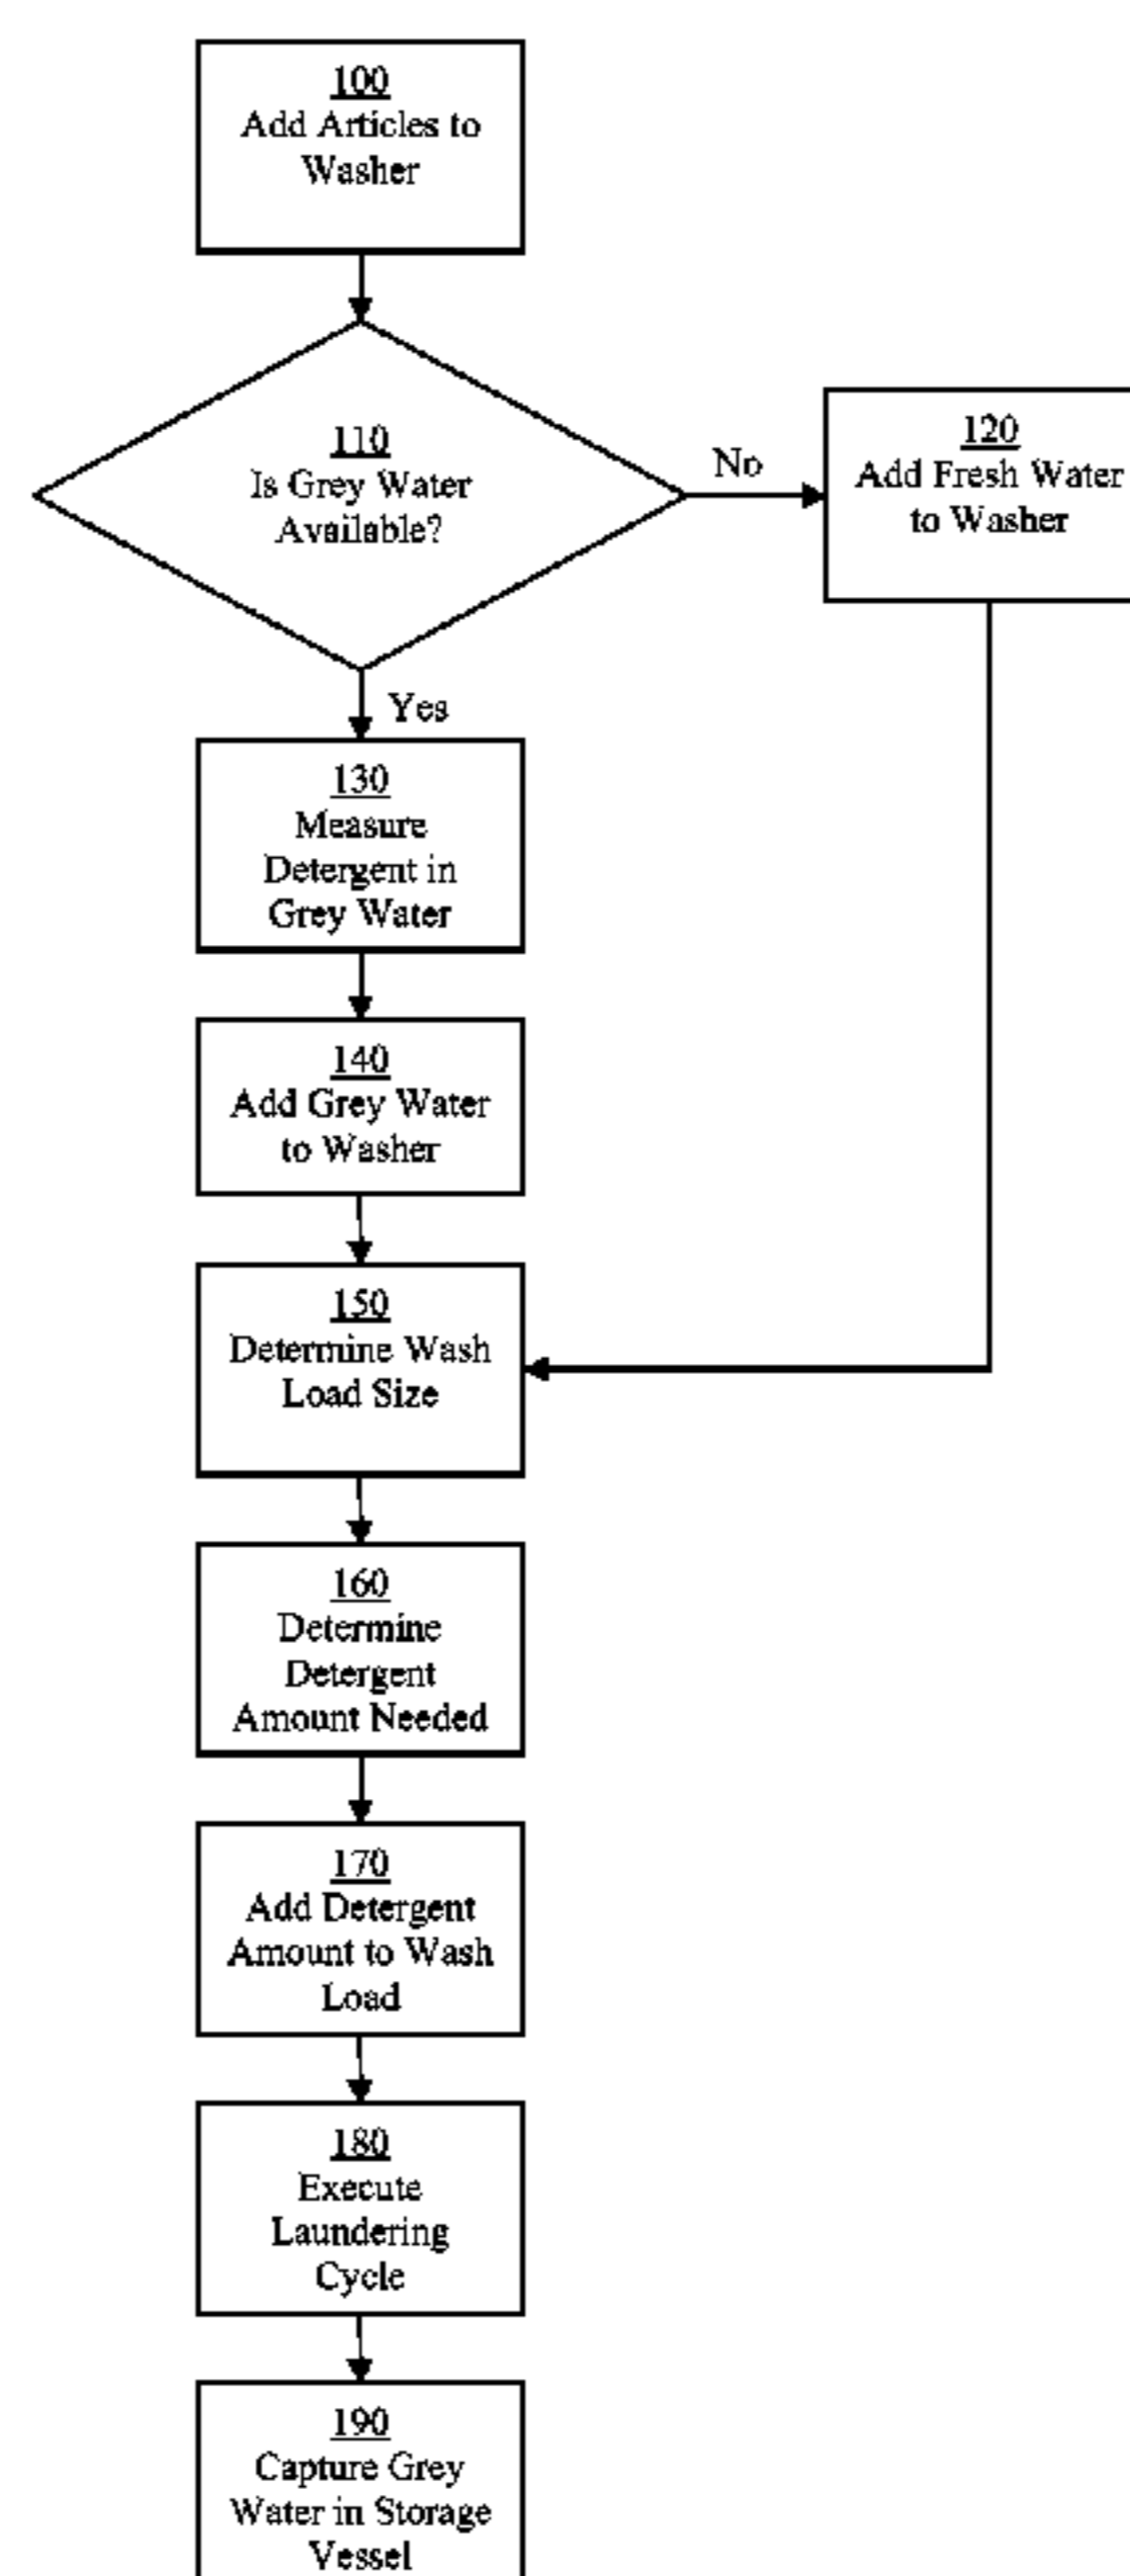 100
Add Articles to
Washer
110
Is Grey Water
Available?
No
120
Add Fresh Water
to Washer
Yes
130
Measure
Detergent in
Grey Water
140
Add Grey Water
to Washer
150
Determine Wash
Load Size
160
Determine
Detergent
Amount Needed
170
Add Detergent
Amount to Wash
Load
180
Execute
Laundering
Cycle
190
Capture Grey
Water in Storage
Vessel